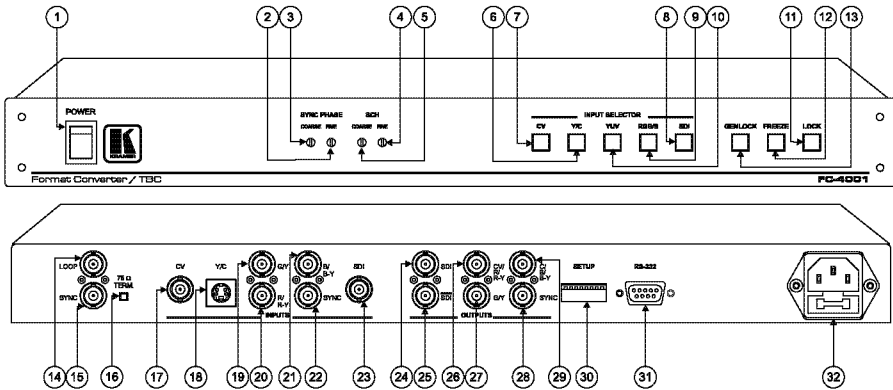 1 2 3 4 5 6 7 8 9 10 11 12 13
POWER
SYNC PHASE SCH INPUT SELECTOR
COARSE FINE COARSE FINE CV Y/C YUV RGB/S SDI GENLOCK FREEZE LOCK
K
KRAMER
Format Converter / TBC FC-4001
LOOP 75 Ω TERM. CV Y/C G/Y B/ B-Y SDI SDI CV/ SETUP RS-232
SYNC R/ R-Y SYNC SDI G/Y SYNC
INPUTS OUTPUTS
14 15 16 17 18 19 20 21 22 23 24 25 26 27 28 29 30 31 32